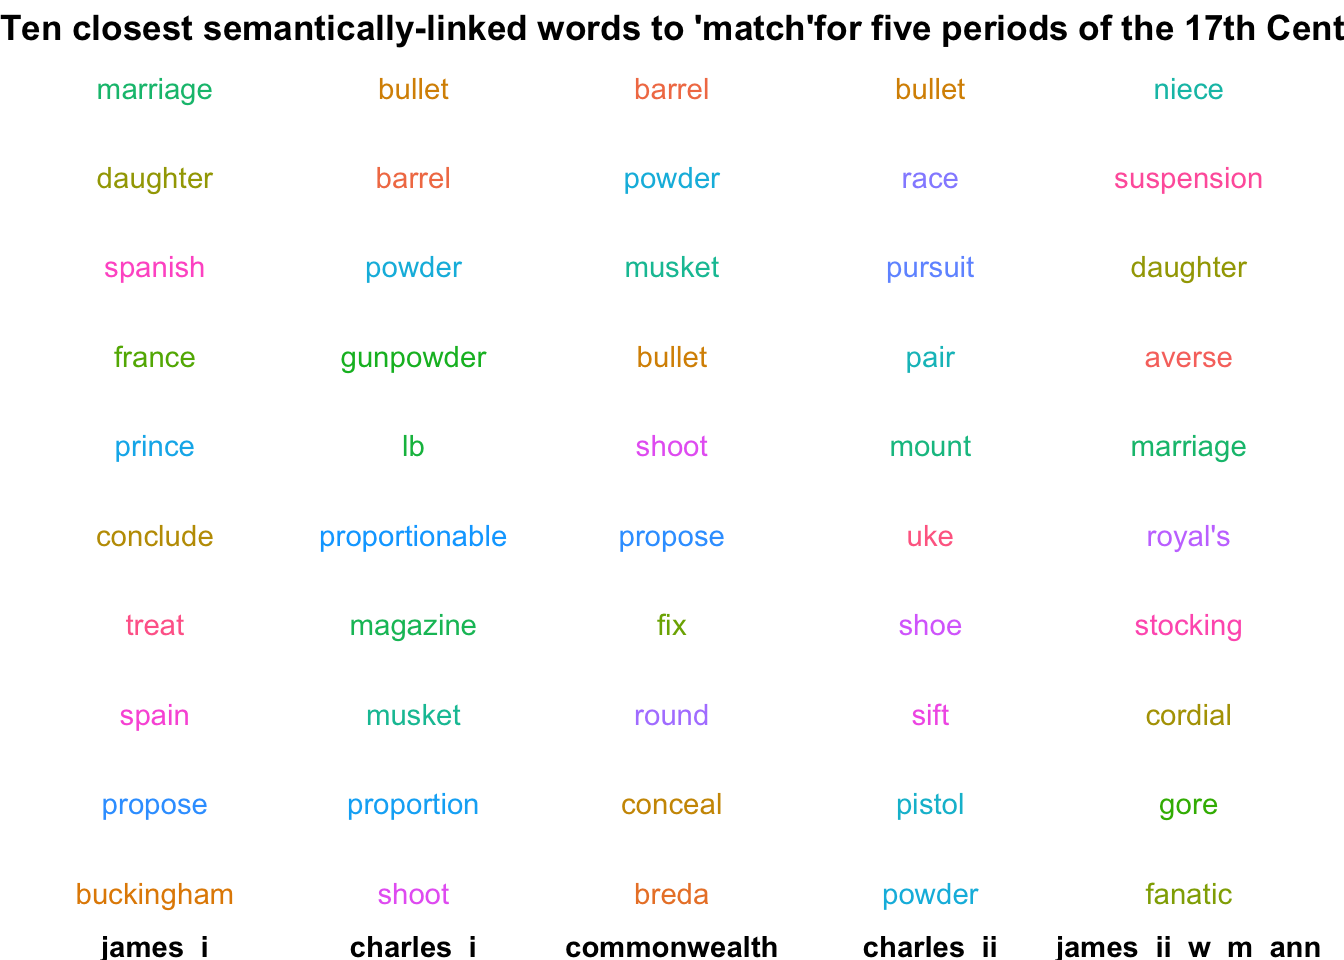 Ten closest semantically-linked words to 'match'for five periods of the 17th Cent
marriage bullet barrel bullet niece
daughter barrel powder race suspension
spanish powder musket pursuit daughter
france gunpowder bullet pair averse
prince lb shoot mount marriage
conclude proportionable propose uke royal's
treat magazine fix shoe stocking
spain musket round sift cordial
propose proportion conceal pistol gore
buckingham shoot breda powder fanatic
james_i charles_i commonwealth charles_ii james_ii_w_m_ann